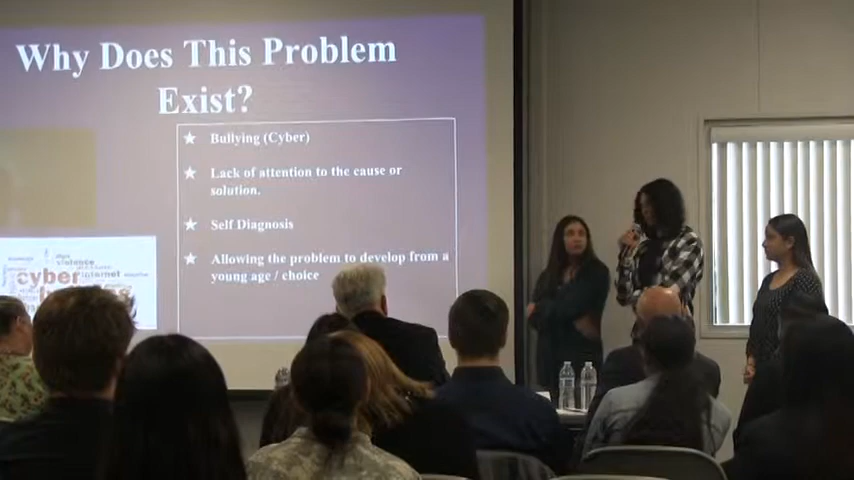 Why Does This Problem
Exist?
★ Bullying (Cyber)
★ Lack of attention to the cause or
solution.
★ Self Diagnosis
★ Allowing the problem to develop from a
young age / choice
violence
cyber internet